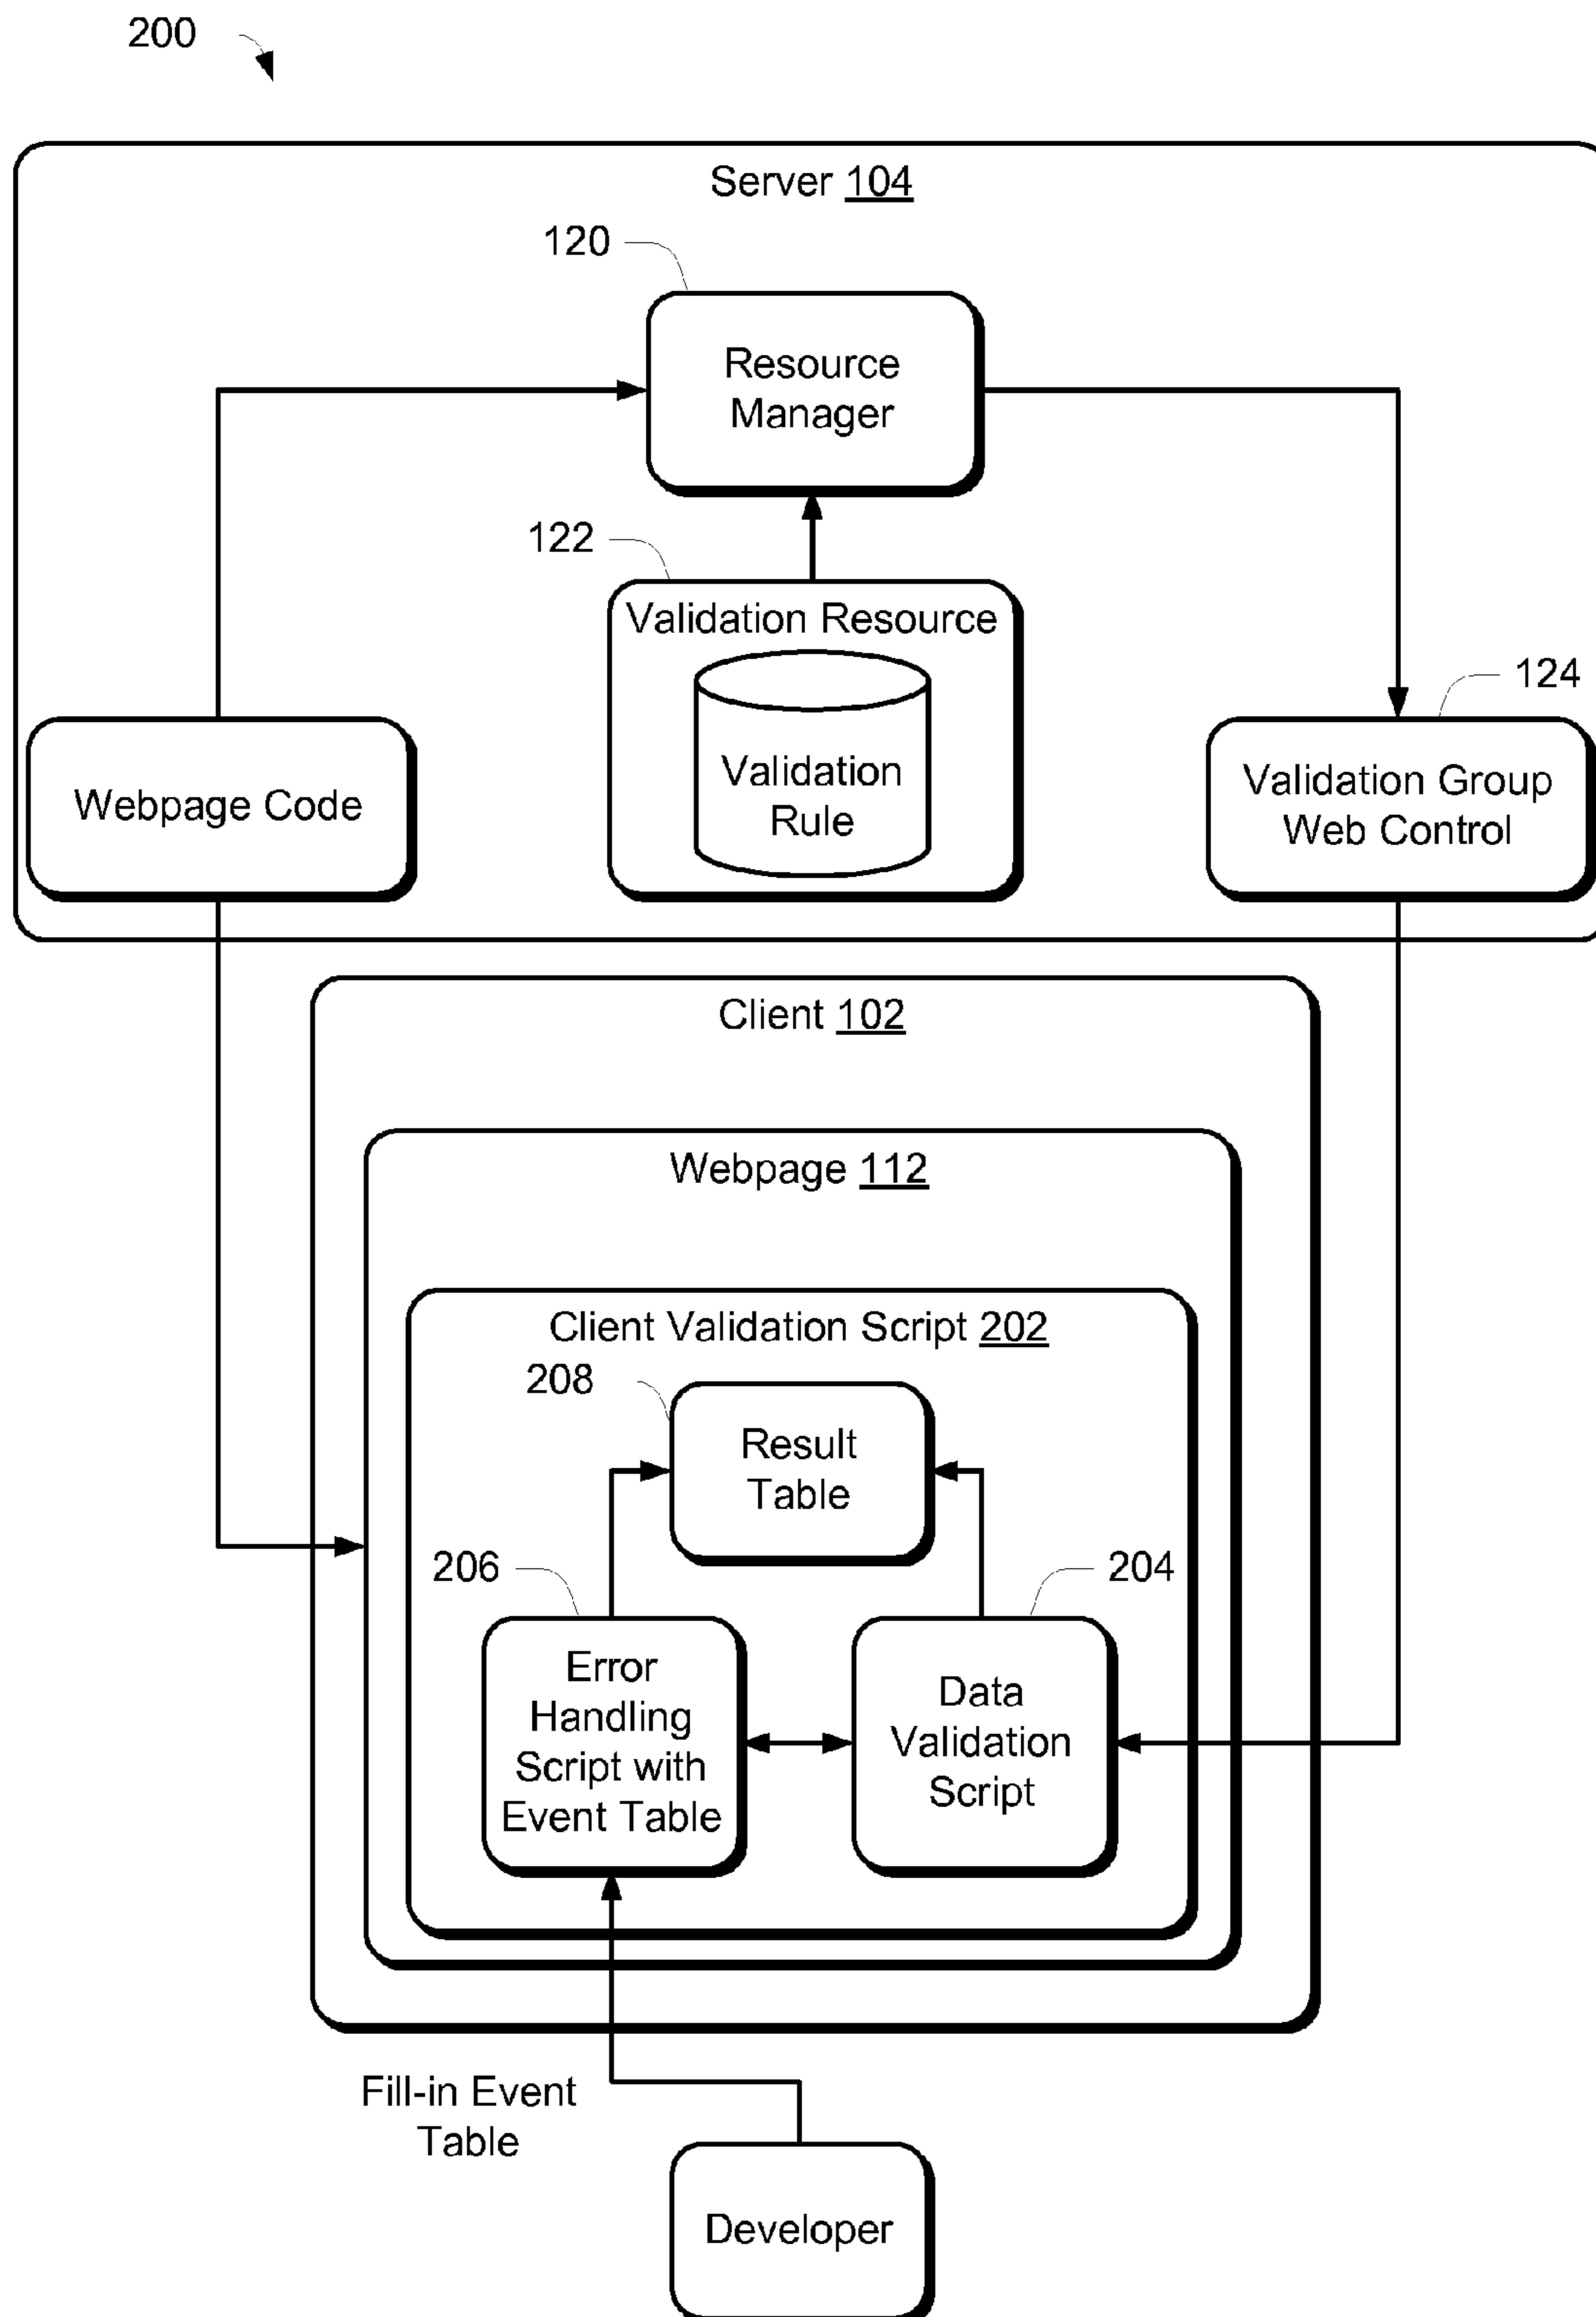 200
Server 104
120
Resource
Manager
122
Validation Resource
124
Webpage Code
Validation
Rule
Validation Group
Web Control
Client 102
Webpage 112
Client Validation Script 202
208
Result
Table
206
204
Error
Handling
Script with
Event Table
Data
Validation
Script
Fill-in Event
Table
Developer